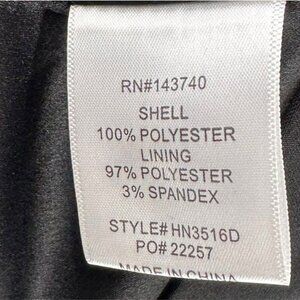 RN#143740
SHELL
100% POLYESTER
LINING
97% POLYESTER
3% SPANDEX
STYLE# HN3516D
PO# 22257
MADE IN CHINA